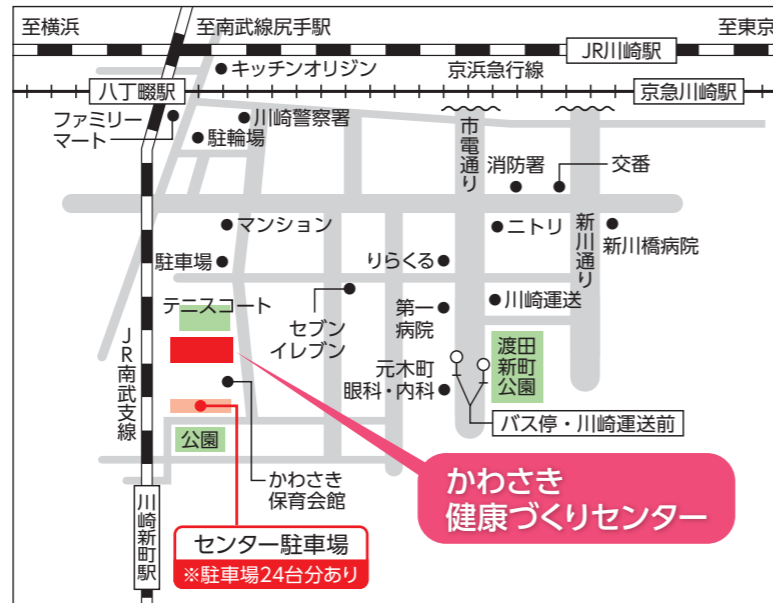 至横浜
至南武線尻手駅
至東京
JR川崎駅
キッチンオリジン
京浜急行線
八丁畷駅
京急川崎駅
ファミリー
マート
川崎警察署
駐輪場
市電通り
消防署
交番
マンション
ニトリ
新川通り
新川橋病院
駐車場
りらくる
テニスコート
セブン
イレブン
第一
病院
川崎運送
JR南武支線
元木町
眼科・内科
渡田
新町
公園
バス停・川崎運送前
公園
かわさき
保育会館
かわさき
健康づくりセンター
川崎新町駅
センター駐車場
※駐車場24台分あり